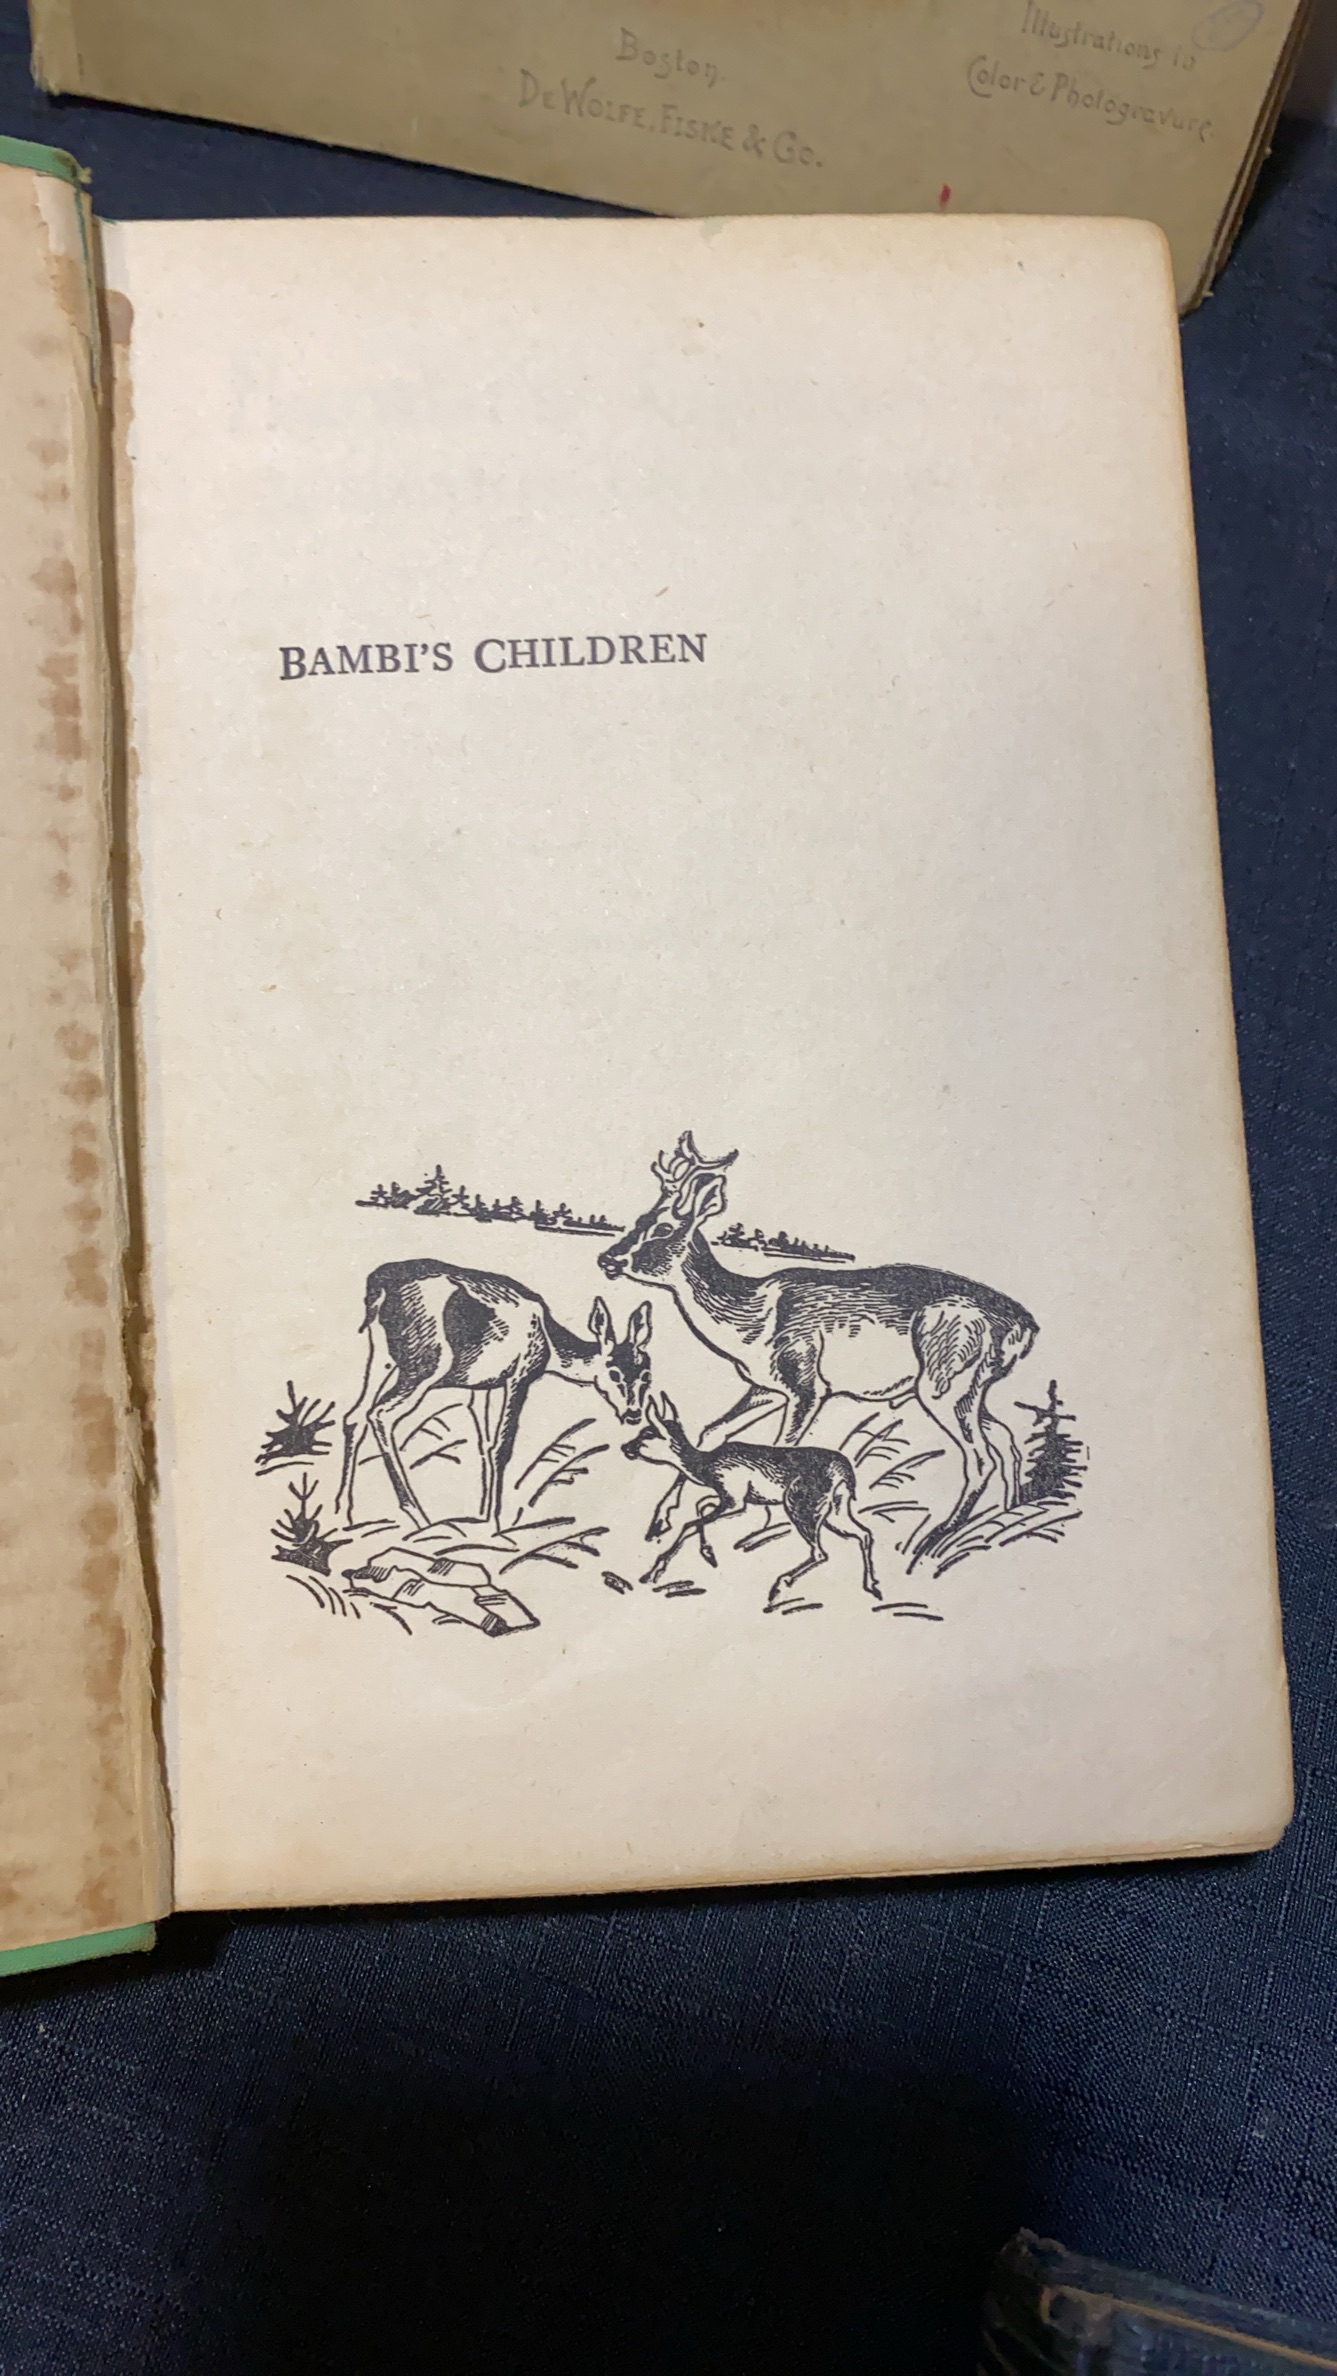 Boston.
DEWOLFE, FISKE & Co.
Illustrations in
Color & Photogravure.
BAMBI'S CHILDREN